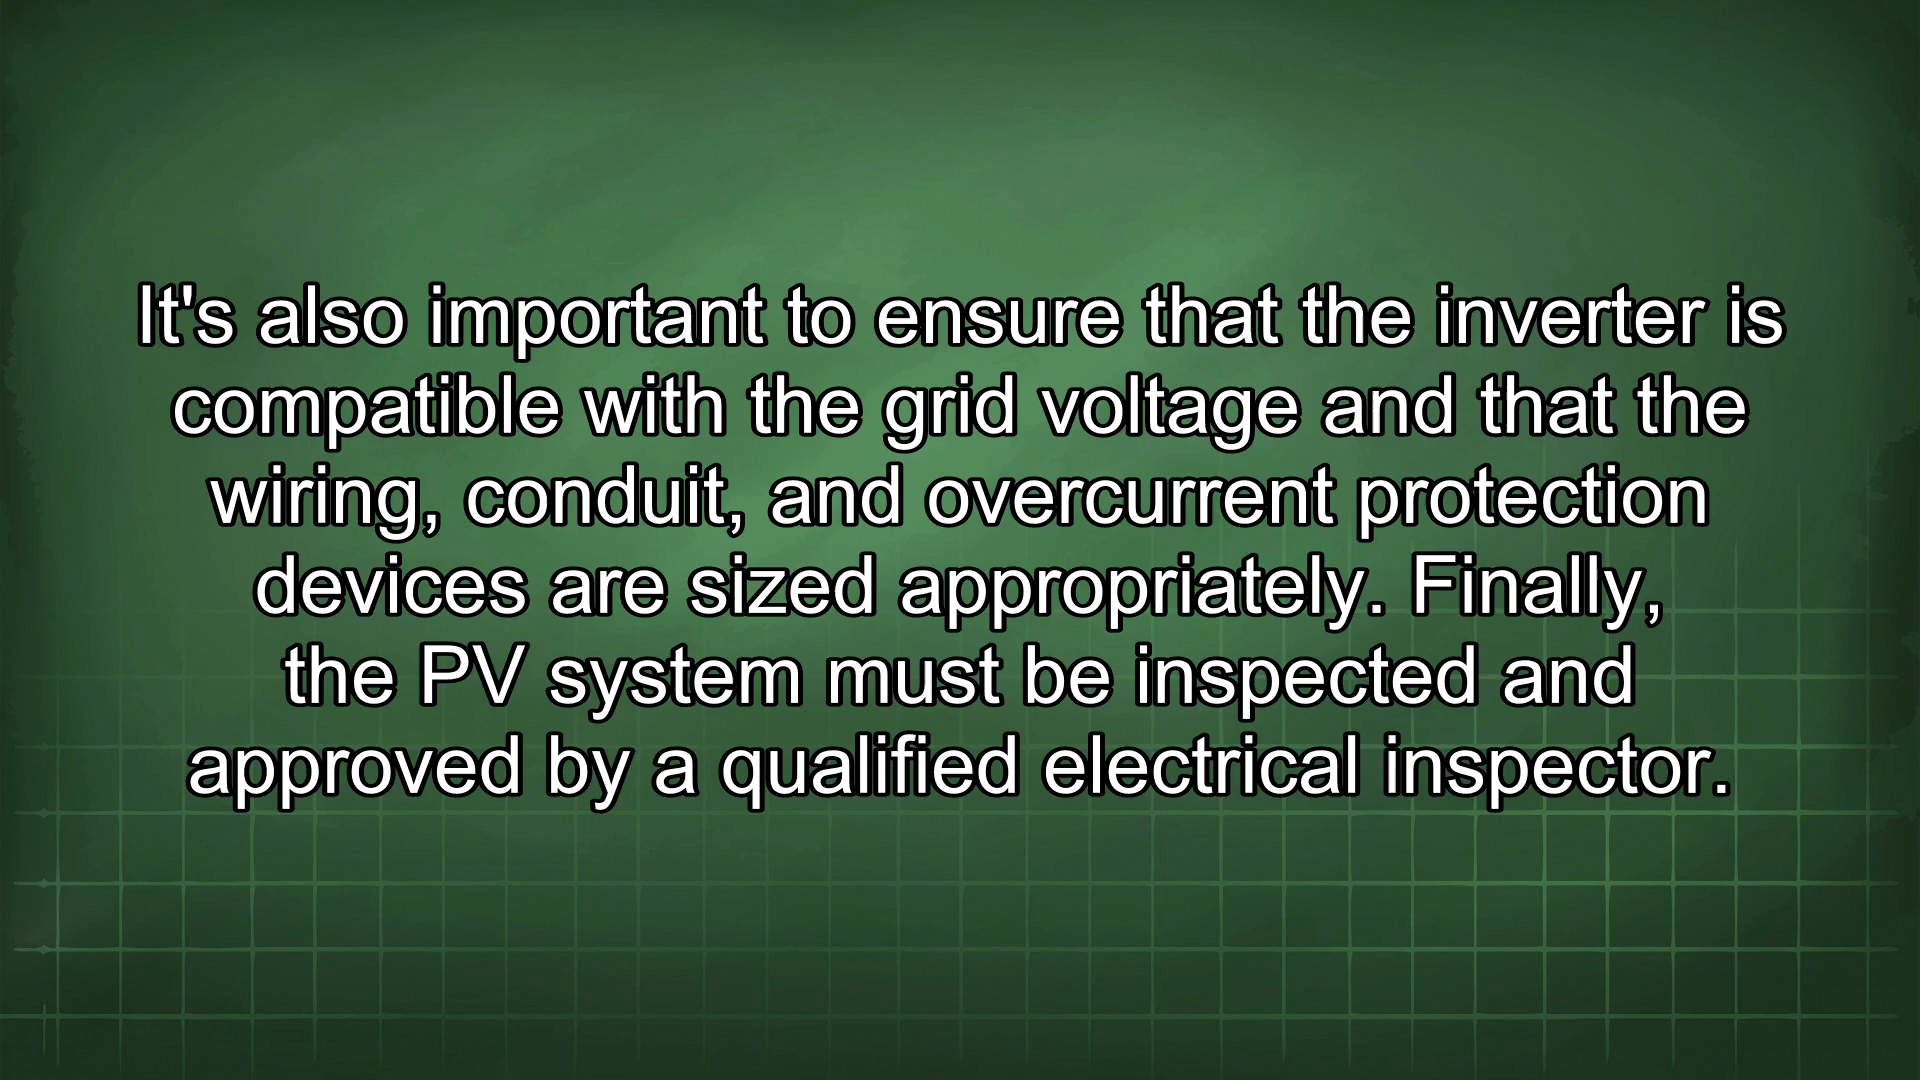 It's also important to ensure that the inverter is
compatible with the grid voltage and that the
wiring, conduit, and overcurrent protection
devices are sized appropriately. Finally,
the PV system must be inspected and
approved by a qualified electrical inspector.